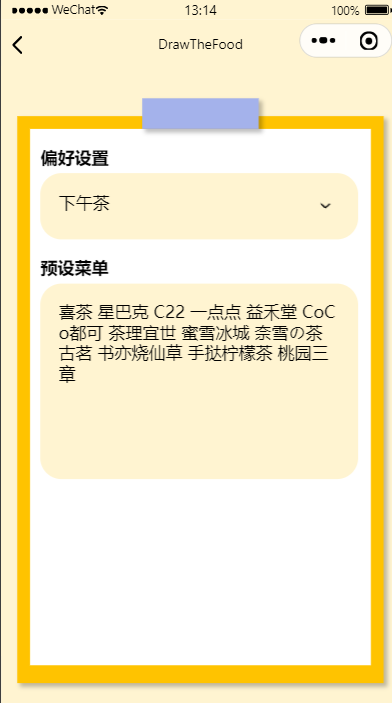 WeChat 13:14 100%
DrawTheFood
偏好设置
下午茶
预设菜单
喜茶 星巴克 C22 一点点 益禾堂 CoC
o都可 茶理宜世 蜜雪冰城 奈雪の茶
古茗 书亦烧仙草 手挞柠檬茶 桃园三
章